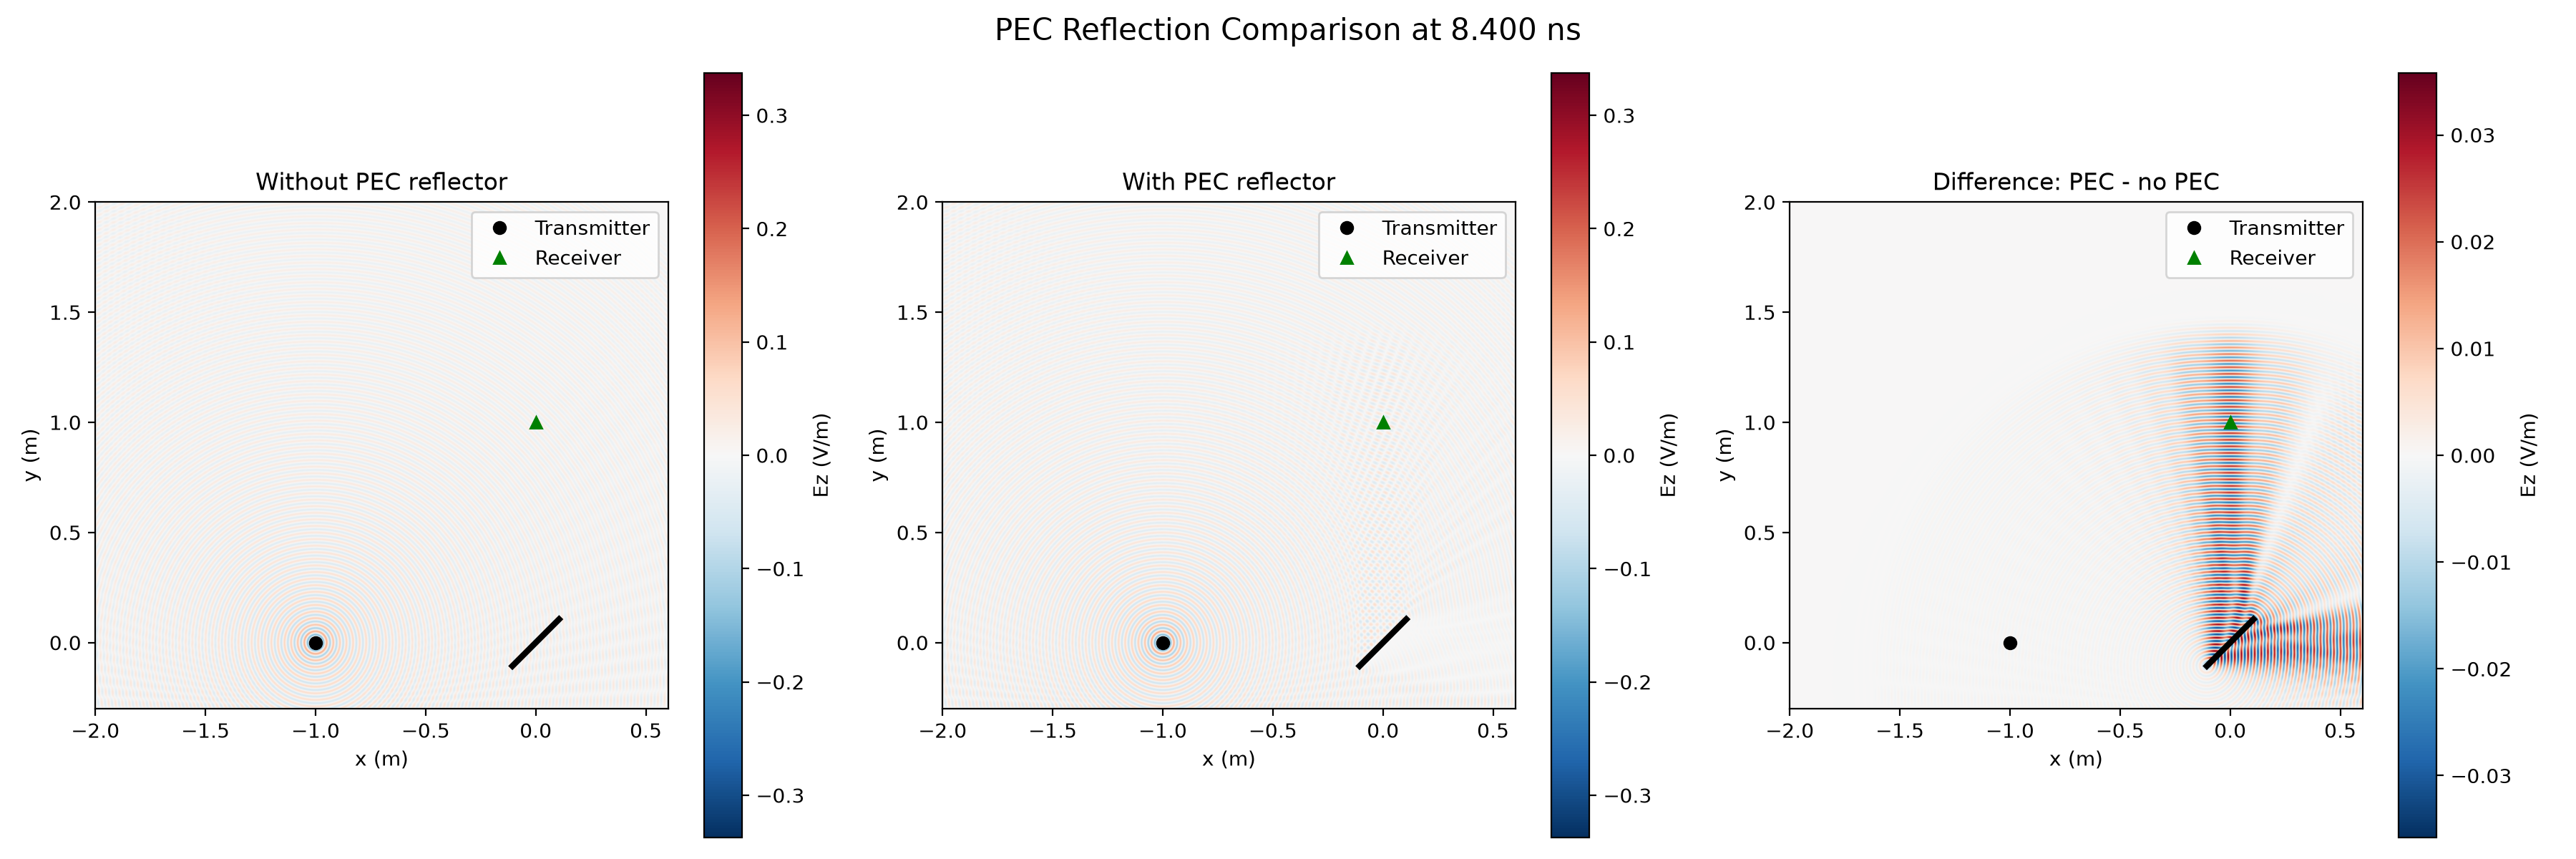 PEC Reflection Comparison at 8.400 ns
Without PEC reflector
Transmitter
Receiver
2.0
1.5
1.0
0.5
0.0
y (m)
−2.0 −1.5 −1.0 −0.5 0.0 0.5
x (m)
0.3
0.2
0.1
0.0
−0.1
−0.2
−0.3
Ez (V/m)
With PEC reflector
Transmitter
Receiver
2.0
1.5
1.0
0.5
0.0
y (m)
−2.0 −1.5 −1.0 −0.5 0.0 0.5
x (m)
0.3
0.2
0.1
0.0
−0.1
−0.2
−0.3
Ez (V/m)
Difference: PEC - no PEC
Transmitter
Receiver
2.0
1.5
1.0
0.5
0.0
y (m)
−2.0 −1.5 −1.0 −0.5 0.0 0.5
x (m)
0.03
0.02
0.01
0.00
−0.01
−0.02
−0.03
Ez (V/m)